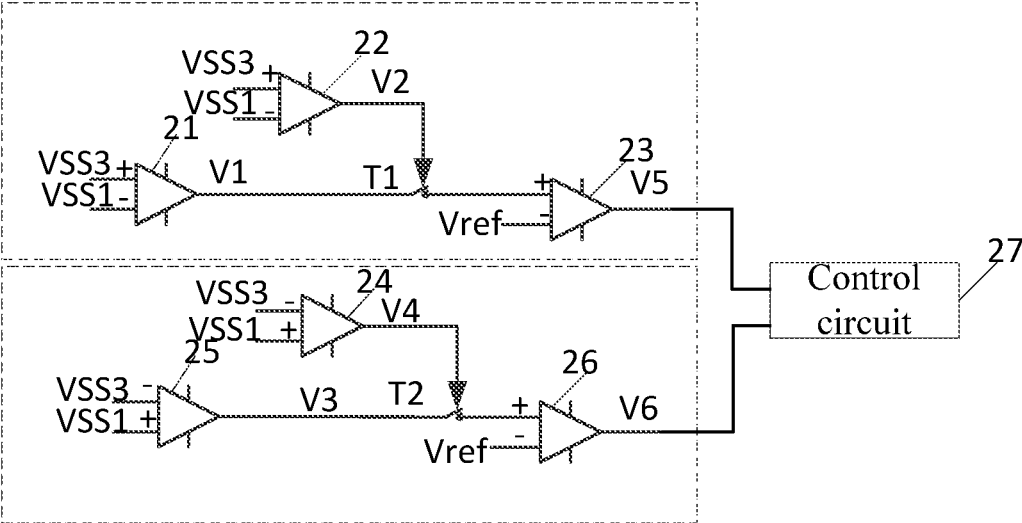 22
VSS3 +
V2
VSS1 -
21
VSS3 +
V1
T1
VSS1 -
+
23
V5
Vref -
27
Control
circuit
24
VSS3 -
V4
VSS1 +
25
26
VSS3 -
V3
T2
+
V6
VSS1 +
Vref -